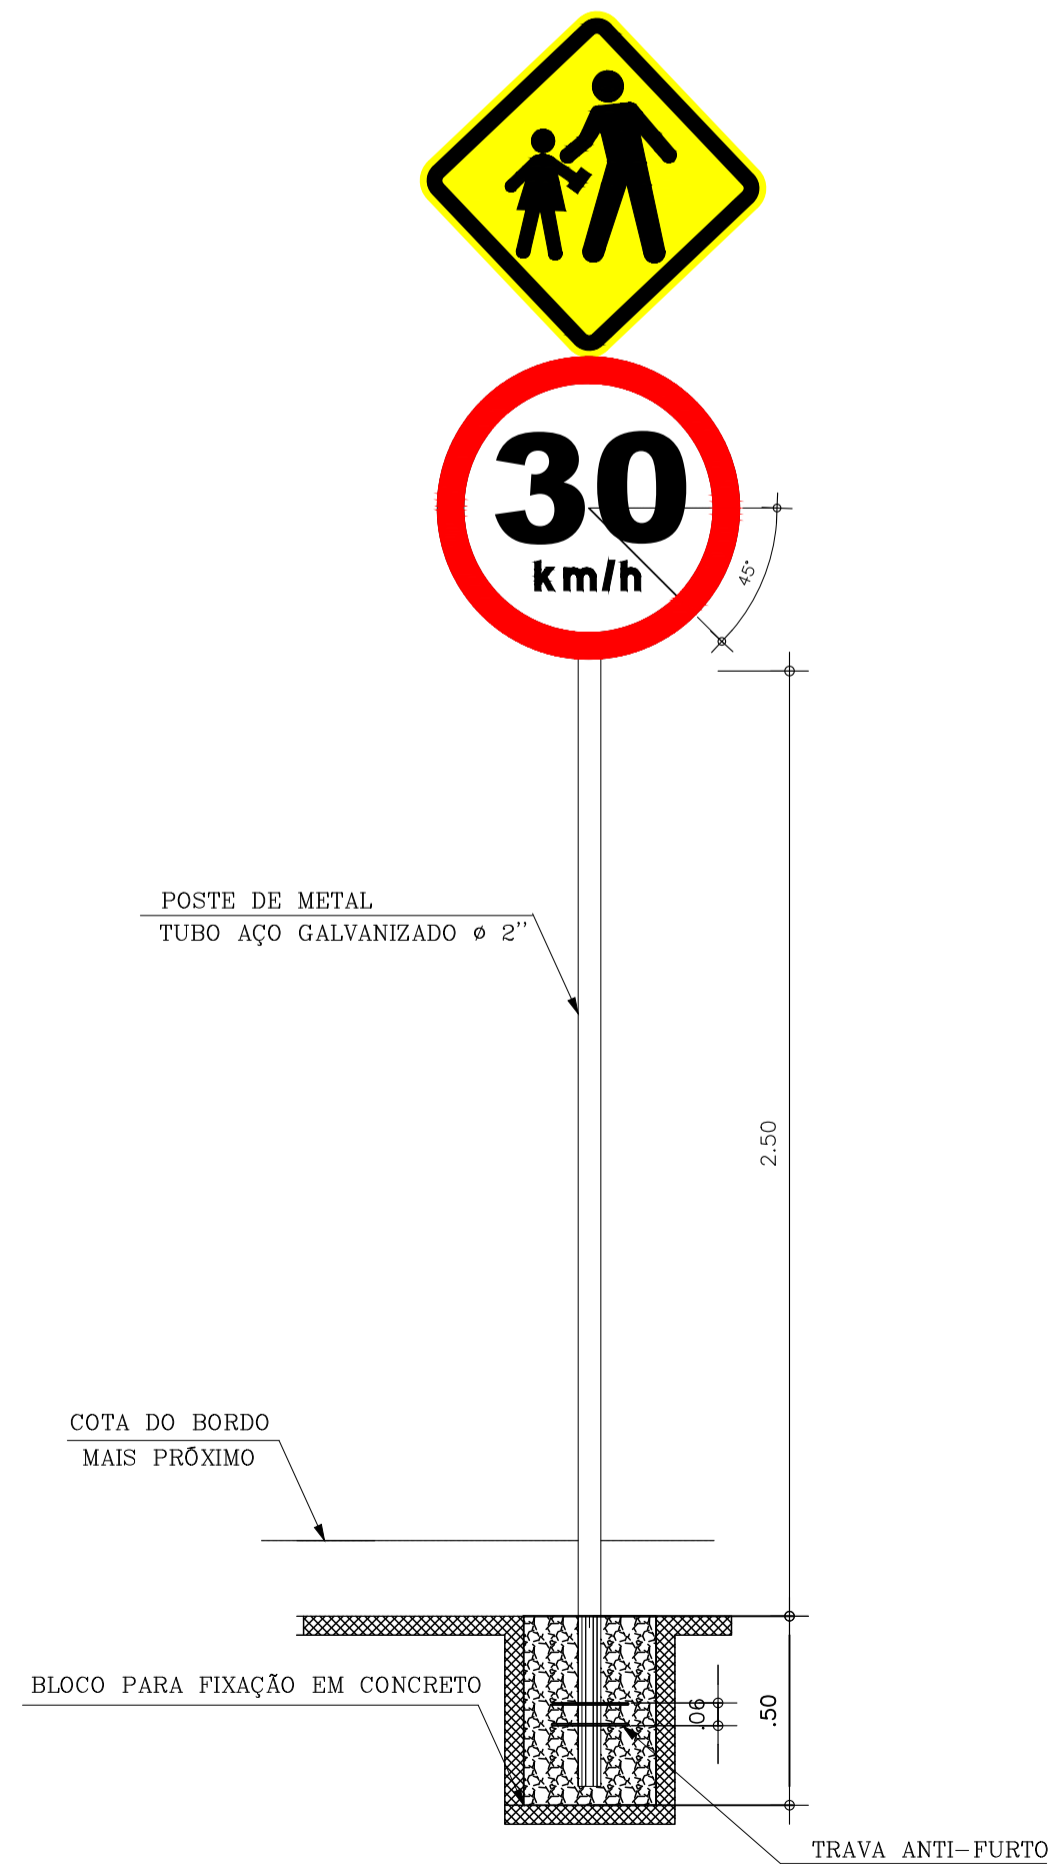 30
km/h
45°
POSTE DE METAL
TUBO AÇO GALVANIZADO ø 2''
2.50
COTA DO BORDO
MAIS PRÓXIMO
BLOCO PARA FIXAÇÃO EM CONCRETO
.06
.50
TRAVA ANTI-FURTO